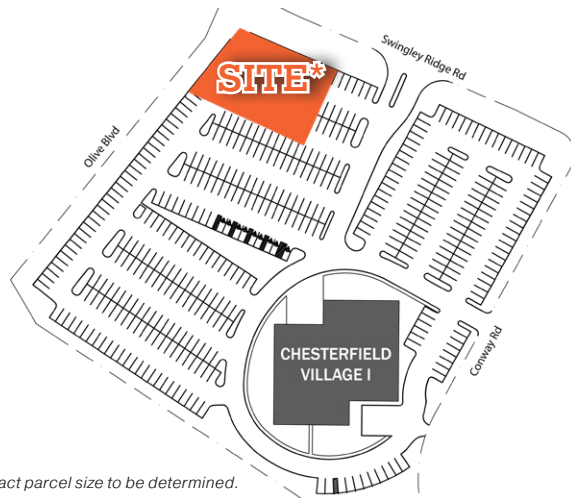 SITE*
Swingley Ridge Rd
Olive Blvd
CHESTERFIELD
VILLAGE I
Conway Rd
act parcel size to be determined.